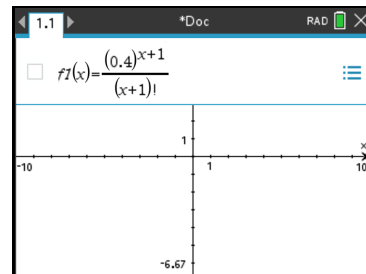 1.1 *Doc RAD
f1(x)=(0.4)^{x+1}/(x+1)!
1
x
-10 1 10
-6.67